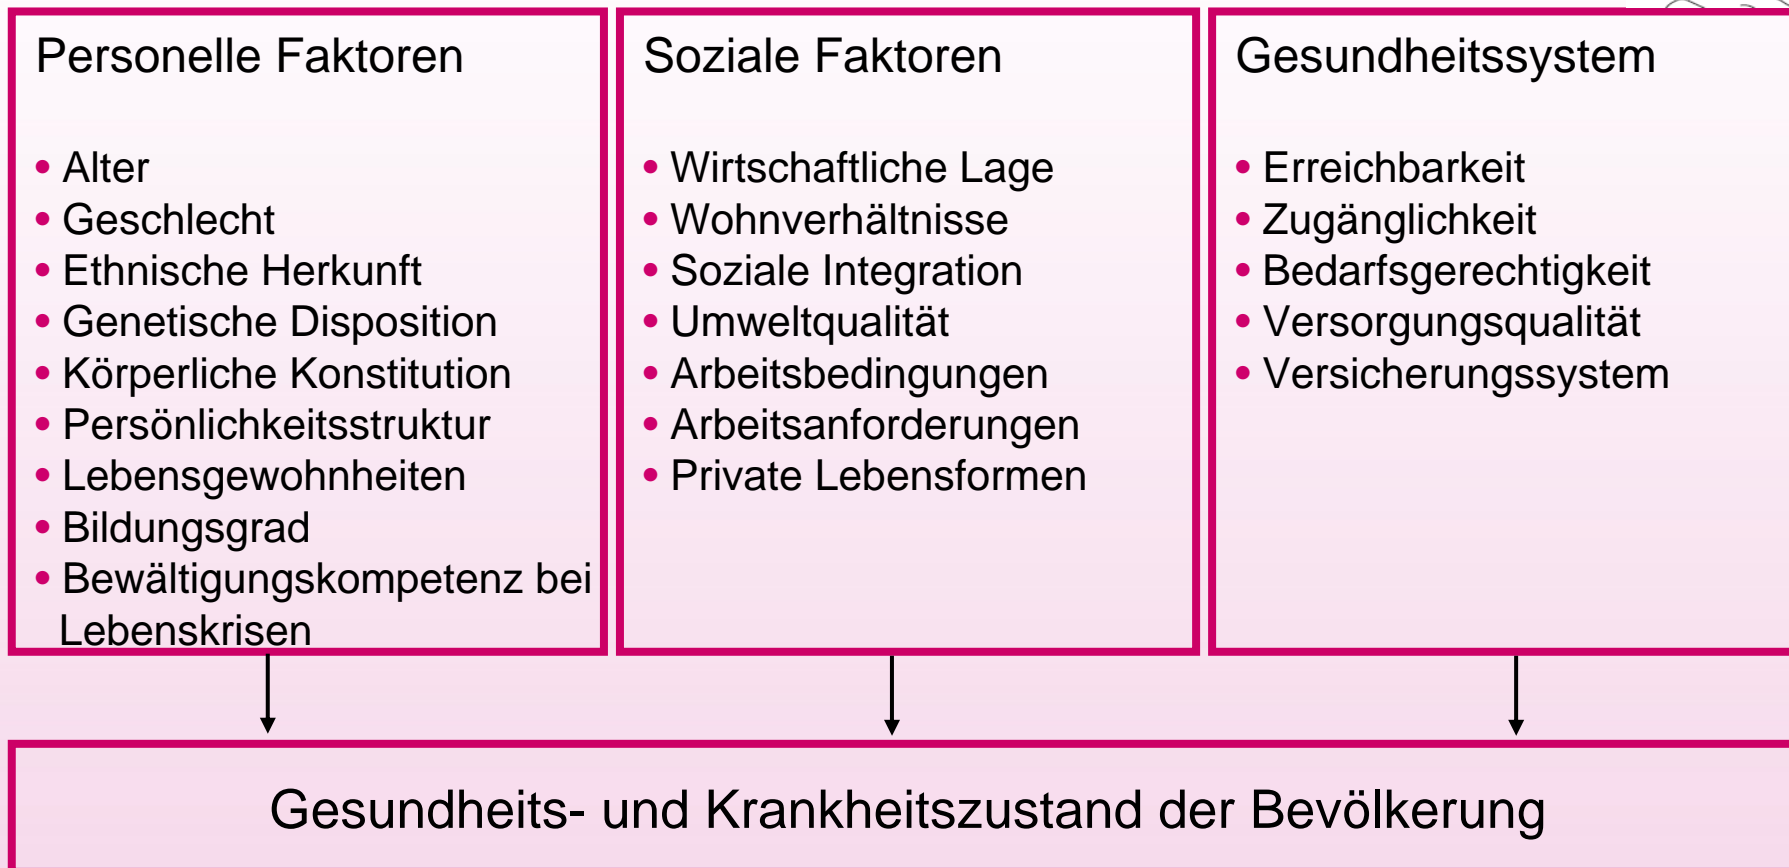 Personelle Faktoren
• Alter
• Geschlecht
• Ethnische Herkunft
• Genetische Disposition
• Körperliche Konstitution
• Persönlichkeitsstruktur
• Lebensgewohnheiten
• Bildungsgrad
• Bewältigungskompetenz bei
Lebenskrisen
Soziale Faktoren
• Wirtschaftliche Lage
• Wohnverhältnisse
• Soziale Integration
• Umweltqualität
• Arbeitsbedingungen
• Arbeitsanforderungen
• Private Lebensformen
Gesundheitssystem
• Erreichbarkeit
• Zugänglichkeit
• Bedarfsgerechtigkeit
• Versorgungsqualität
• Versicherungssystem
Gesundheits- und Krankheitszustand der Bevölkerung